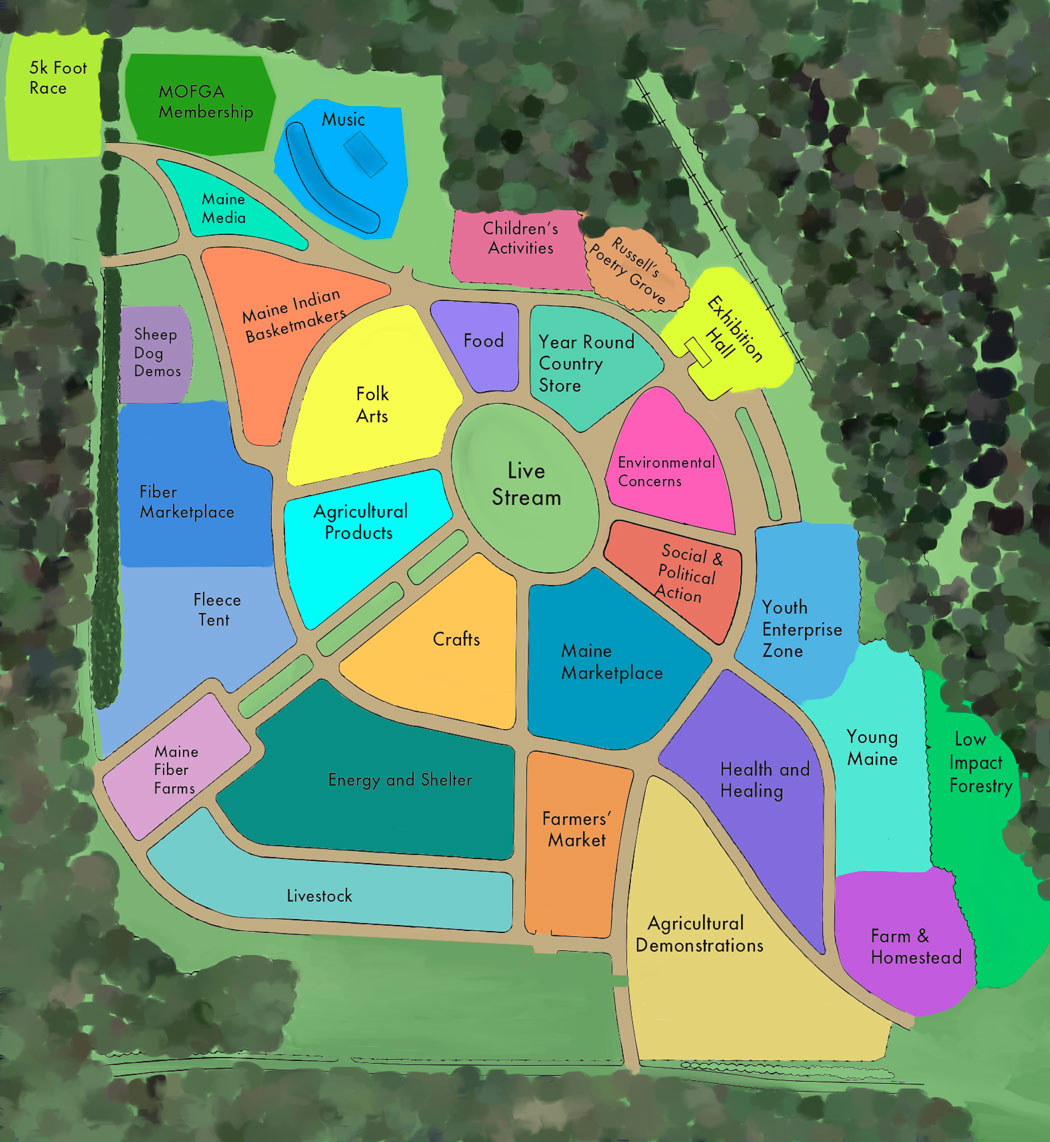 5k Foot
Race
MOFGA
Membership
Music
Maine
Media
Children's
Activities
Russell's
Poetry Grove
Exhibition
Hall
Maine Indian
Basketmakers
Sheep
Dog
Demos
Food
Year Round
Country
Store
Folk
Arts
Live
Stream
Environmental
Concerns
Fiber
Marketplace
Agricultural
Products
Social &
Political
Action
Fleece
Tent
Crafts
Maine
Marketplace
Youth
Enterprise
Zone
Maine
Fiber
Farms
Energy and Shelter
Health and
Healing
Young
Maine
Low
Impact
Forestry
Farmers'
Market
Livestock
Agricultural
Demonstrations
Farm &
Homestead